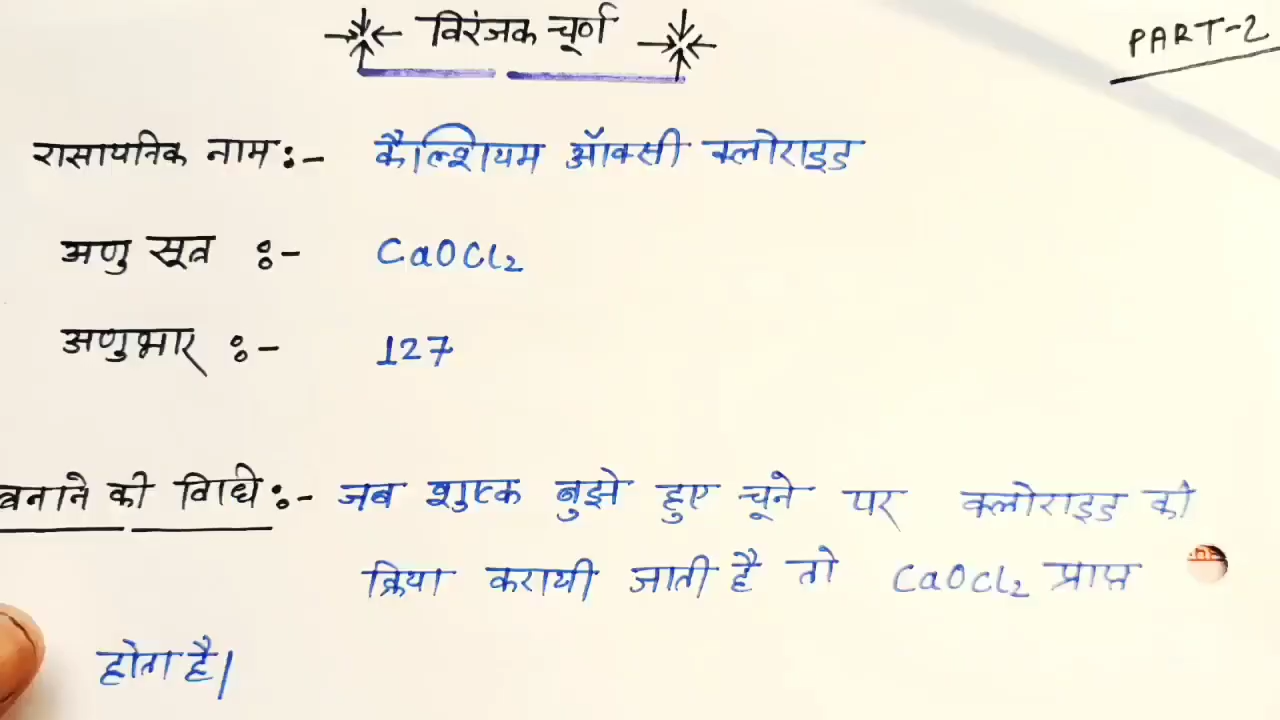 विरंजक चूर्ण
PART-2
रासायनिक नाम :- कैल्शियम ऑक्सी क्लोराइड
अणु सूत्र :- CaOCl₂
अणुभार :- 127
बनाने की विधि :- जब शुष्क बुझे हुए चूने पर क्लोराइड की
क्रिया करायी जाती है तो CaOCl₂ प्राप्त
होता है।